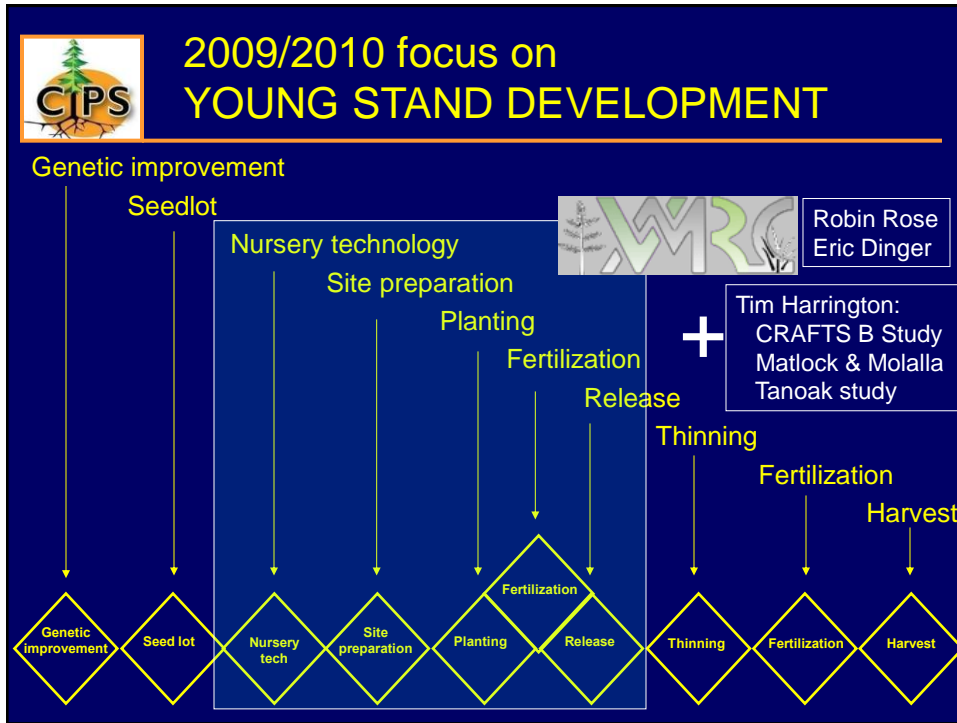 CIPS
2009/2010 focus on
YOUNG STAND DEVELOPMENT
Genetic improvement
Seedlot
Nursery technology
Site preparation
Planting
Fertilization
Release
Thinning
Fertilization
Harvest
VMRC
Robin Rose
Eric Dinger
+
Tim Harrington:
CRAFTS B Study
Matlock & Molalla
Tanoak study
Genetic
improvement
Seed lot
Nursery
tech
Site
preparation
Planting
Fertilization
Release
Thinning
Fertilization
Harvest